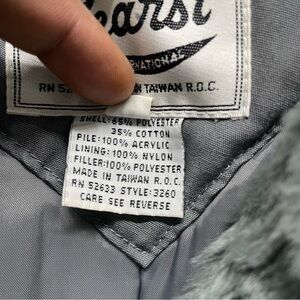 earst
RNATIONAL
RN 52
N TAIWAN R.O.C.
SHELL: 65% POLYESTER
35% COTTON
PILE: 100% ACRYLIC
LINING: 100% NYLON
FILLER: 100% POLYESTER
MADE IN TAIWAN R.O.C.
RN 52633 STYLE: 3260
CARE SEE REVERSE